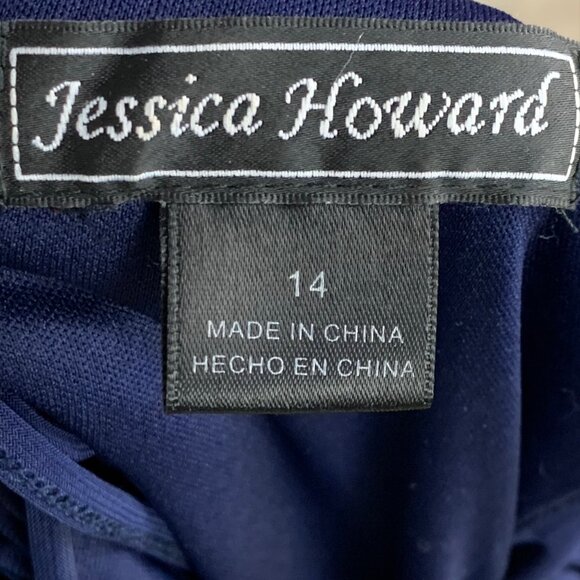 Jessica Howard
14
MADE IN CHINA
HECHO EN CHINA